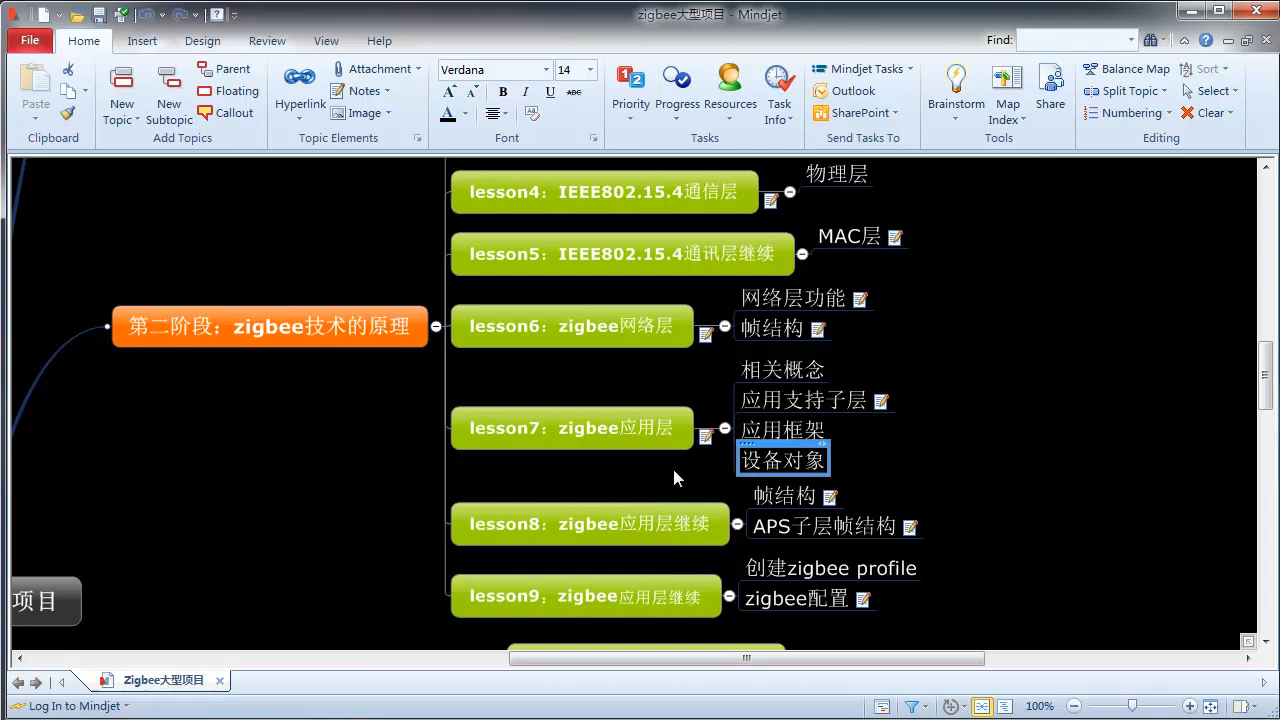 zigbee大型项目 - Mindjet
File Home Insert Design Review View Help Find:
Parent
Floating
Callout
Paste New Topic New Subtopic
Clipboard Add Topics
Hyperlink Attachment
Notes
Image
Topic Elements
Verdana 14
B I U ABC
A
Font
Priority Progress Resources Task Info
Tasks
Mindjet Tasks
Outlook
SharePoint
Send Tasks To
Brainstorm Map Index Share
Tools
Balance Map Sort
Split Topic Select
Numbering Clear
Editing
物理层
lesson4：IEEE802.15.4通信层
MAC层
lesson5：IEEE802.15.4通讯层继续
网络层功能
第二阶段：zigbee技术的原理
lesson6：zigbee网络层
帧结构
相关概念
应用支持子层
lesson7：zigbee应用层
应用框架
设备对象
帧结构
lesson8：zigbee应用层继续
APS子层帧结构
创建zigbee profile
lesson9：zigbee应用层继续
zigbee配置
项目
Zigbee大型项目
Log In to Mindjet
100%